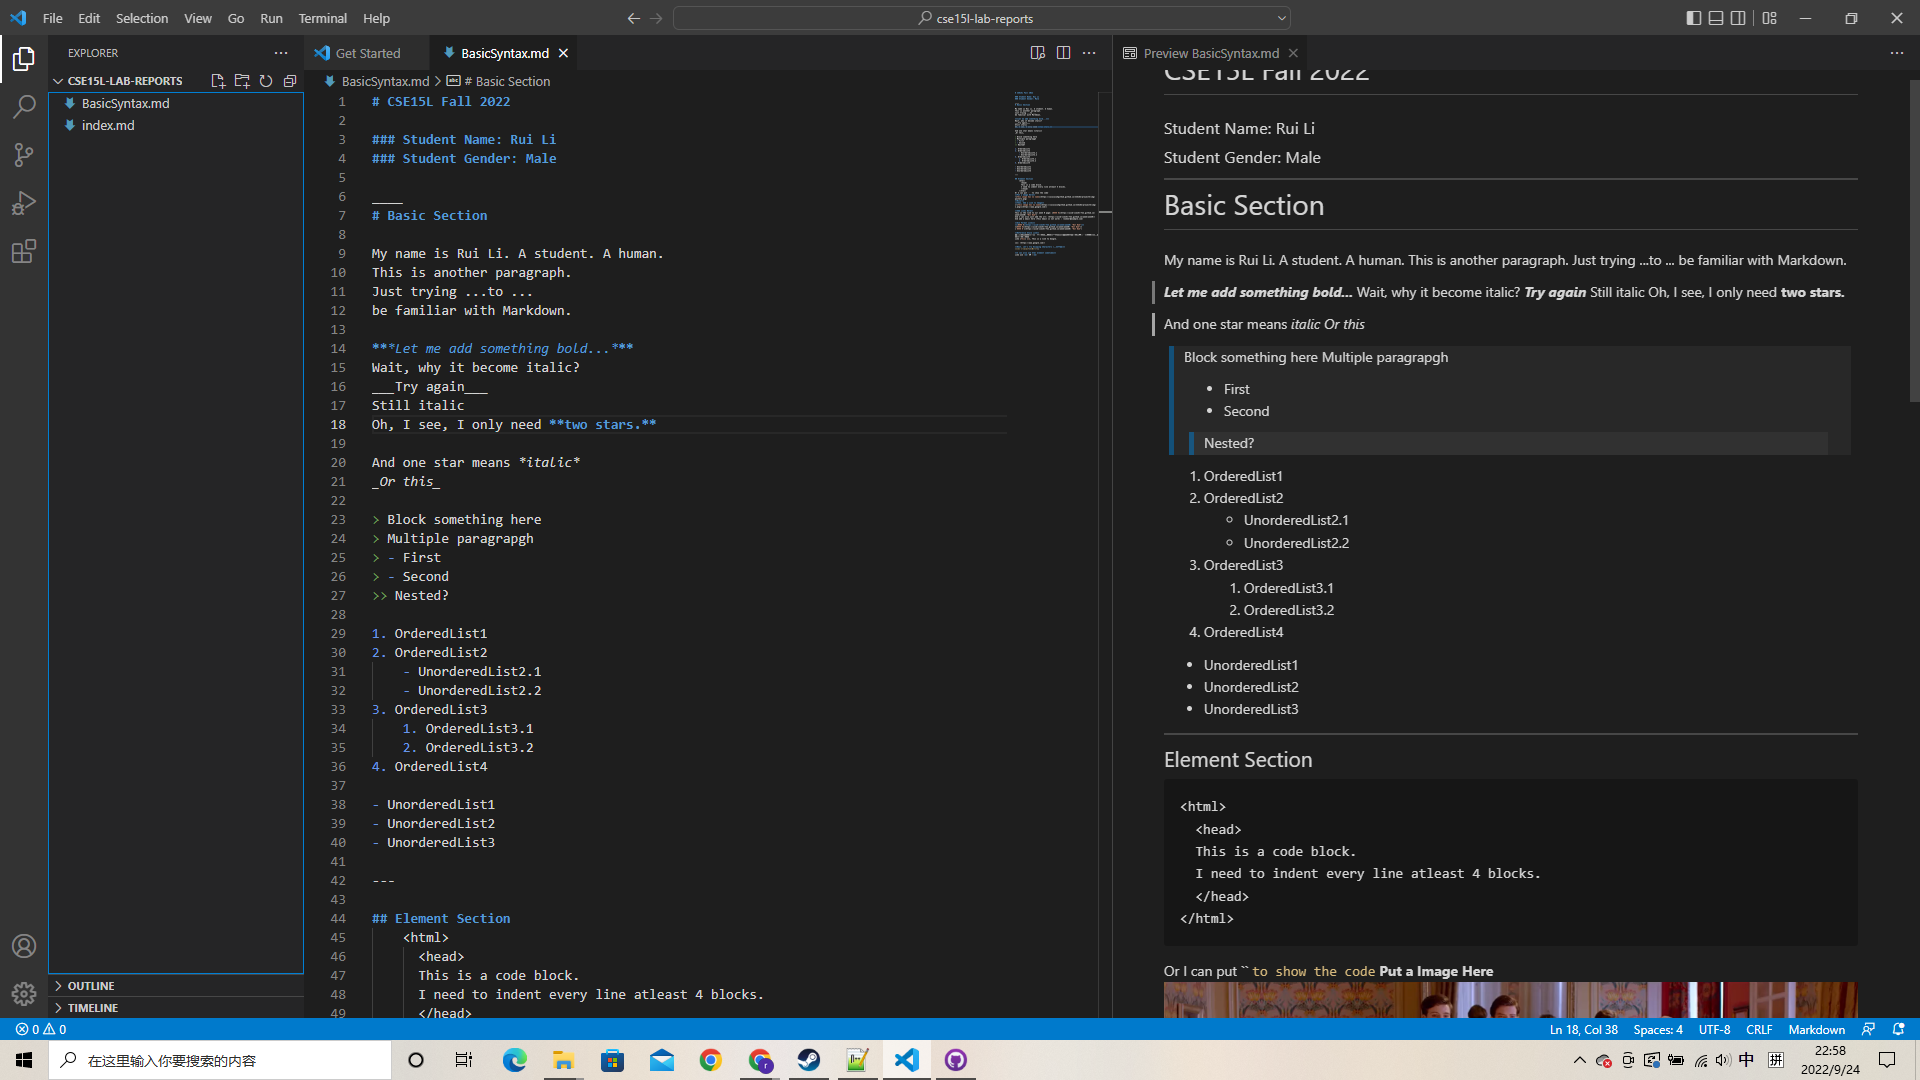 File Edit Selection View Go Run Terminal Help
cse15l-lab-reports
EXPLORER
CSE15L-LAB-REPORTS
BasicSyntax.md
index.md
OUTLINE
TIMELINE
Get Started
BasicSyntax.md
BasicSyntax.md > # Basic Section
1 # CSE15L Fall 2022
2
3 ### Student Name: Rui Li
4 ### Student Gender: Male
5
6 ____
7 # Basic Section
8
9 My name is Rui Li. A student. A human.
10 This is another paragraph.
11 Just trying ...to ...
12 be familiar with Markdown.
13
14 ***Let me add something bold...***
15 Wait, why it become italic?
16 ___Try again___
17 Still italic
18 Oh, I see, I only need **two stars.**
19
20 And one star means *italic*
21 _Or this_
22
23 > Block something here
24 > Multiple paragrapgh
25 > - First
26 > - Second
27 >> Nested?
28
29 1. OrderedList1
30 2. OrderedList2
31 - UnorderedList2.1
32 - UnorderedList2.2
33 3. OrderedList3
34 1. OrderedList3.1
35 2. OrderedList3.2
36 4. OrderedList4
37
38 - UnorderedList1
39 - UnorderedList2
40 - UnorderedList3
41
42 ---
43
44 ## Element Section
45 <html>
46 <head>
47 This is a code block.
48 I need to indent every line atleast 4 blocks.
49 </head>
Preview BasicSyntax.md
CSE15L Fall 2022
Student Name: Rui Li
Student Gender: Male
Basic Section
My name is Rui Li. A student. A human. This is another paragraph. Just trying ...to ... be familiar with Markdown.
Let me add something bold... Wait, why it become italic? Try again Still italic Oh, I see, I only need two stars.
And one star means italic Or this
Block something here Multiple paragrapgh
• First
• Second
Nested?
1. OrderedList1
2. OrderedList2
UnorderedList2.1
UnorderedList2.2
3. OrderedList3
1. OrderedList3.1
2. OrderedList3.2
4. OrderedList4
• UnorderedList1
• UnorderedList2
• UnorderedList3
Element Section
<html>
<head>
This is a code block.
I need to indent every line atleast 4 blocks.
</head>
</html>
Or I can put `` to show the code Put a Image Here
0 0
Ln 18, Col 38 Spaces: 4 UTF-8 CRLF Markdown
在这里输入你要搜索的内容
中 拼
22:58
2022/9/24